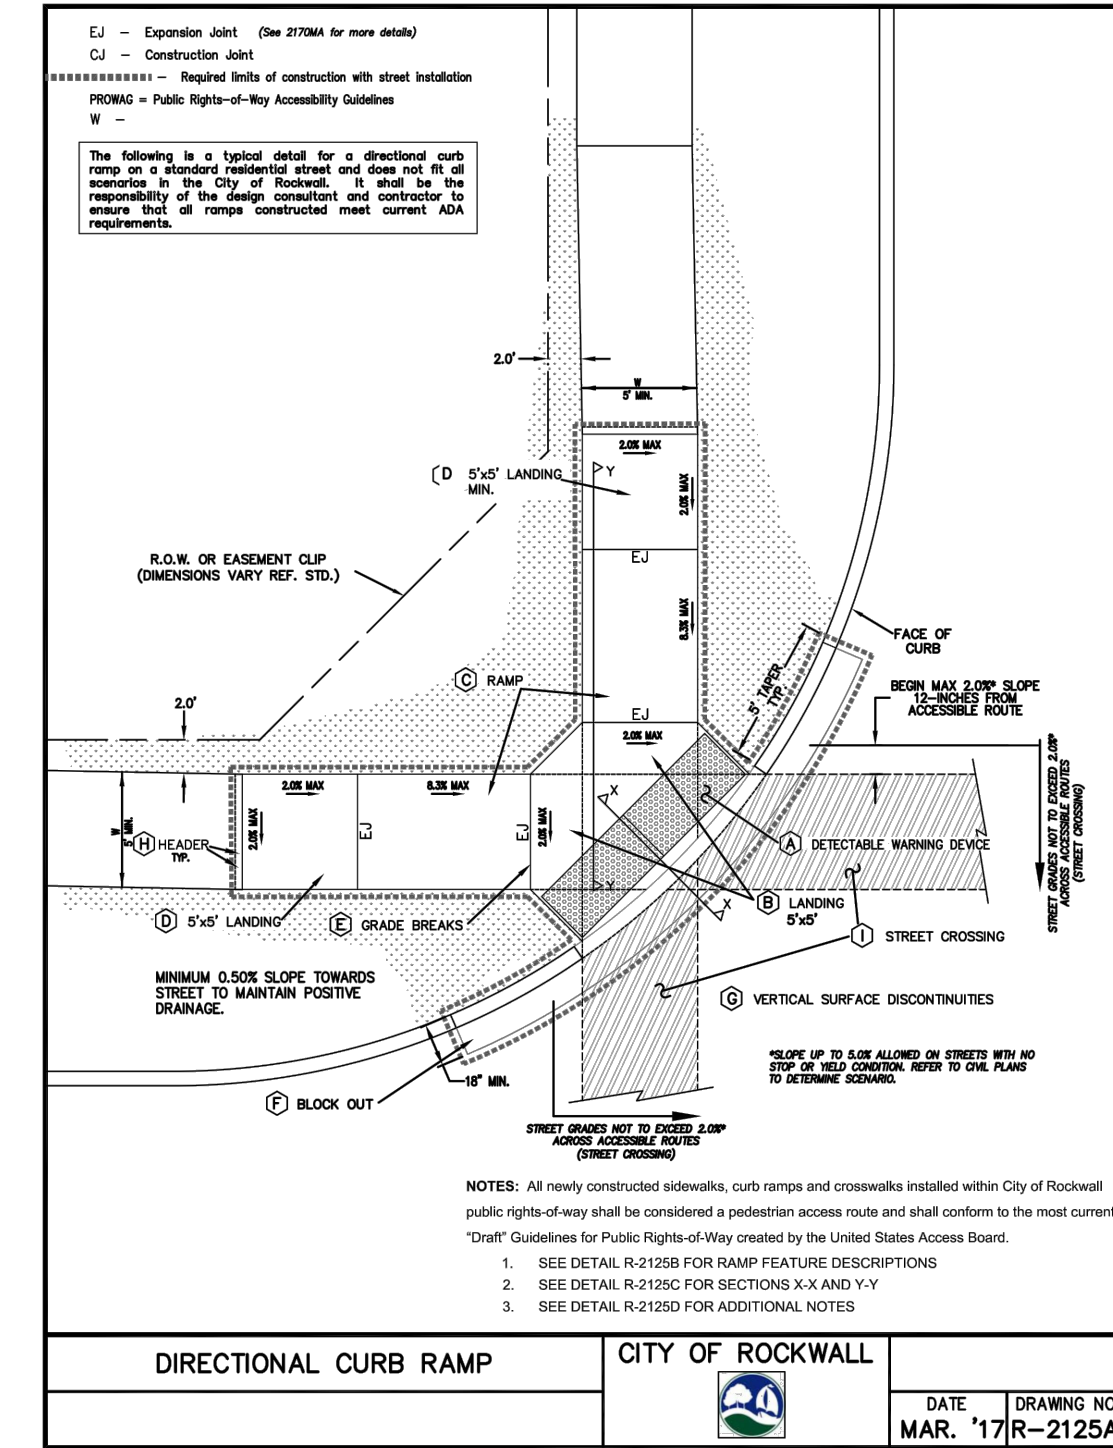 EJ — Expansion Joint (See 2170MA for more details)
CJ — Construction Joint
— Required limits of construction with street installation
PROWAG = Public Rights-of-Way Accessibility Guidelines
W —
The following is a typical detail for a directional curb
ramp on a standard residential street and does not fit all
scenarios in the City of Rockwall. It shall be the
responsibility of the design consultant and contractor to
ensure that all ramps constructed meet current ADA
requirements.
2.0'
W
5' MIN.
2.0% MAX
Y
D 5'x5' LANDING
MIN.
2.0% MAX
EJ
R.O.W. OR EASEMENT CLIP
(DIMENSIONS VARY REF. STD.)
8.3% MAX
FACE OF
CURB
C RAMP
5' TAPER
TYP.
BEGIN MAX 2.0%* SLOPE
12-INCHES FROM
ACCESSIBLE ROUTE
2.0'
EJ
2.0% MAX
STREET GRADES NOT TO EXCEED 2.0%*
ACROSS ACCESSIBLE ROUTES
(STREET CROSSING)
2.0% MAX
8.3% MAX
X
W
5' MIN.
H HEADER
TYP.
2.0% MAX
EJ
EJ
2.0% MAX
A DETECTABLE WARNING DEVICE
Y
X
B LANDING
5'x5'
D 5'x5' LANDING
E GRADE BREAKS
I STREET CROSSING
MINIMUM 0.50% SLOPE TOWARDS
STREET TO MAINTAIN POSITIVE
DRAINAGE.
G VERTICAL SURFACE DISCONTINUITIES
*SLOPE UP TO 5.0% ALLOWED ON STREETS WITH NO
STOP OR YIELD CONDITION. REFER TO CIVIL PLANS
TO DETERMINE SCENARIO.
18" MIN.
F BLOCK OUT
STREET GRADES NOT TO EXCEED 2.0%*
ACROSS ACCESSIBLE ROUTES
(STREET CROSSING)
NOTES: All newly constructed sidewalks, curb ramps and crosswalks installed within City of Rockwall
public rights-of-way shall be considered a pedestrian access route and shall conform to the most current
“Draft” Guidelines for Public Rights-of-Way created by the United States Access Board.
1. SEE DETAIL R-2125B FOR RAMP FEATURE DESCRIPTIONS
2. SEE DETAIL R-2125C FOR SECTIONS X-X AND Y-Y
3. SEE DETAIL R-2125D FOR ADDITIONAL NOTES
DIRECTIONAL CURB RAMP
CITY OF ROCKWALL
DATE
MAR. '17
DRAWING NO
R-2125A